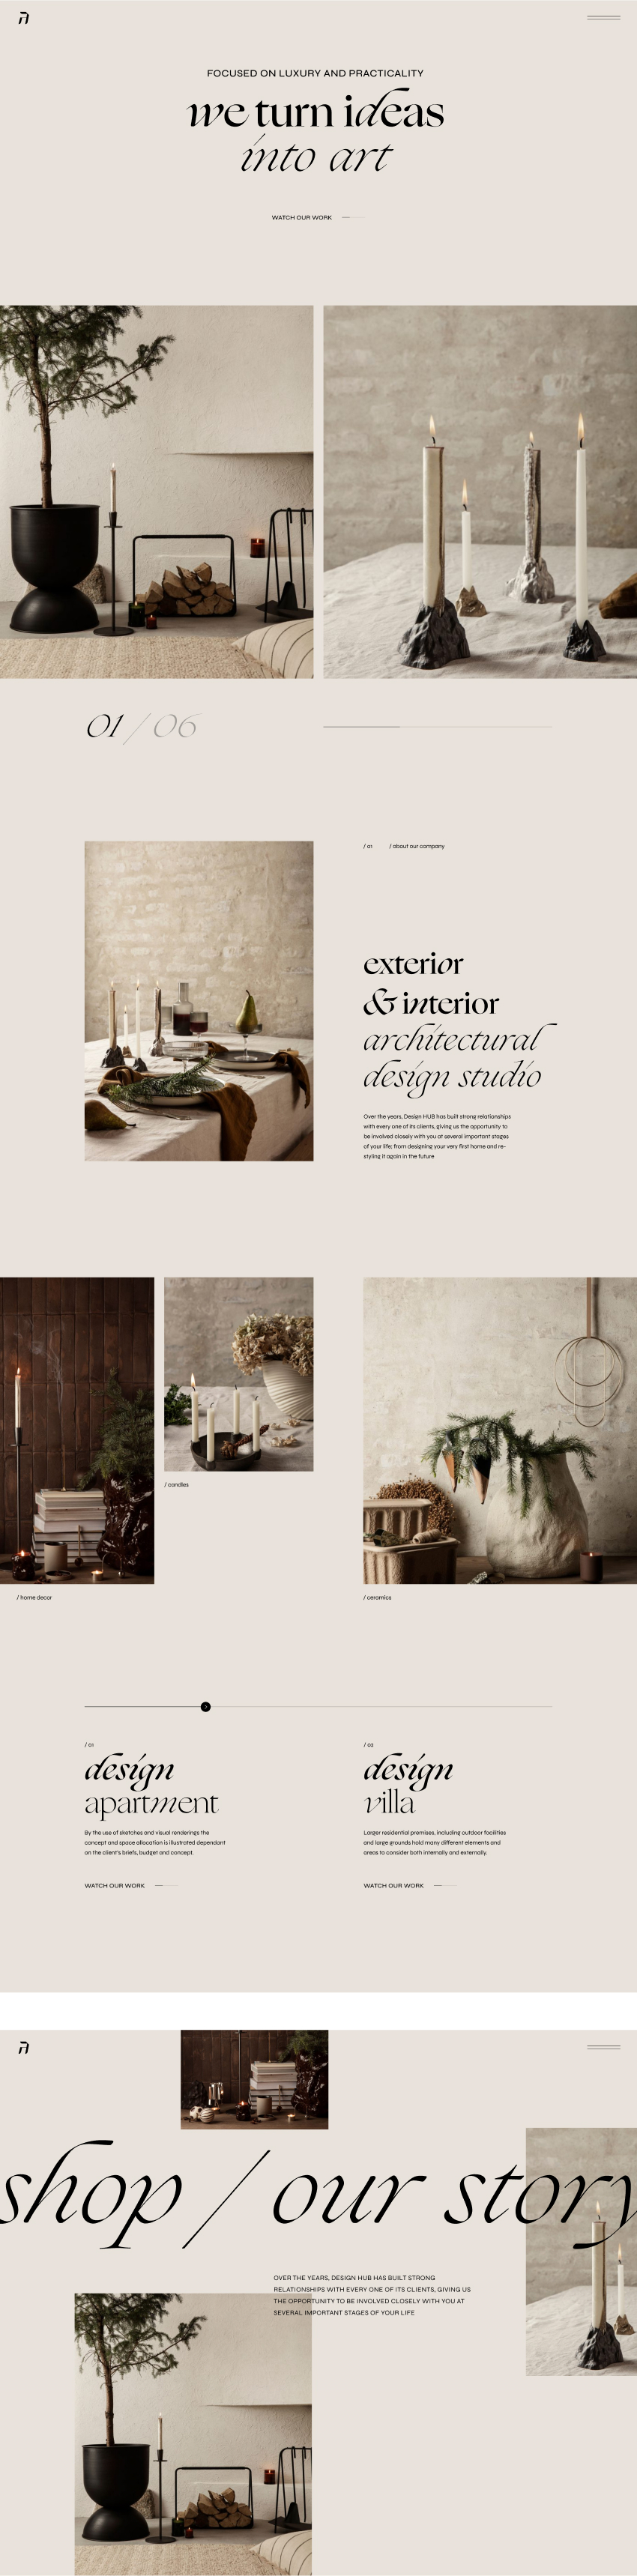 FOCUSED ON LUXURY AND PRACTICALITY
we turn ideas
into art
WATCH OUR WORK
01 / 06
/ 01 / about our company
exterior
& interior
architectural
design studio
Over the years, Design HUB has built strong relationships
with every one of its clients, giving us the opportunity to
be involved closely with you at several important stages
of your life; from designing your very first home and re-
styling it again in the future
/ candles
/ home decor
/ ceramics
/ 01
design
apartment
By the use of sketches and visual renderings the
concept and space allocation is illustrated dependant
on the client's briefs, budget and concept.
WATCH OUR WORK
/ 02
design
villa
Larger residential premises, including outdoor facilities
and large grounds hold many different elements and
areas to consider both internally and externally.
WATCH OUR WORK
shop / our story
OVER THE YEARS, DESIGN HUB HAS BUILT STRONG
RELATIONSHIPS WITH EVERY ONE OF ITS CLIENTS, GIVING US
THE OPPORTUNITY TO BE INVOLVED CLOSELY WITH YOU AT
SEVERAL IMPORTANT STAGES OF YOUR LIFE